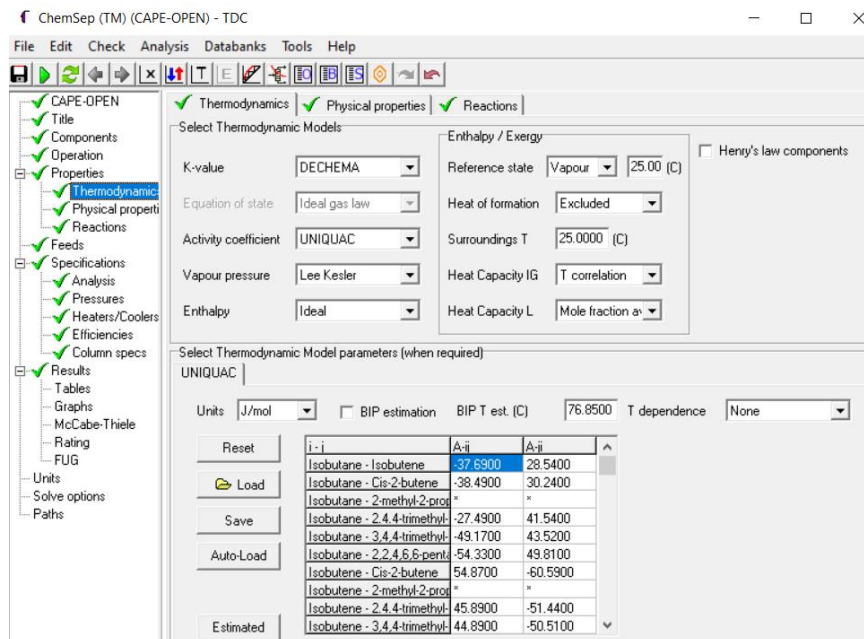 ChemSep (TM) (CAPE-OPEN) - TDC
File Edit Check Analysis Databanks Tools Help
CAPE-OPEN
Title
Components
Operation
Properties
Thermodynamic:
Physical properti
Reactions
Feeds
Specifications
Analysis
Pressures
Heaters/Coolers
Efficiencies
Column specs
Results
Tables
Graphs
McCabe-Thiele
Rating
FUG
Units
Solve options
Paths
Thermodynamics Physical properties Reactions
Select Thermodynamic Models
K-value DECHEMA
Equation of state Ideal gas law
Activity coefficient UNIQUAC
Vapour pressure Lee Kesler
Enthalpy Ideal
Enthalpy / Exergy
Reference state Vapour 25.00 (C)
Heat of formation Excluded
Surroundings T 25.0000 (C)
Heat Capacity IG T correlation
Heat Capacity L Mole fraction av
Henry's law components
Select Thermodynamic Model parameters (when required)
UNIQUAC
Units J/mol BIP estimation BIP T est. (C) 76.8500 T dependence None
Reset
Load
Save
Auto-Load
Estimated
i - j A-ij A-ji
Isobutane - Isobutene -37.6900 28.5400
Isobutane - Cis-2-butene -38.4900 30.2400
Isobutane - 2-methyl-2-prop * *
Isobutane - 2,4,4-trimethyl- -27.4900 41.5400
Isobutane - 3,4,4-trimethyl- -49.1700 43.5200
Isobutane - 2,2,4,6,6-penta -54.3300 49.8100
Isobutene - Cis-2-butene 54.8700 -60.5900
Isobutene - 2-methyl-2-prop * *
Isobutene - 2,4,4-trimethyl- 45.8900 -51.4400
Isobutene - 3,4,4-trimethyl- 44.8900 -50.5100